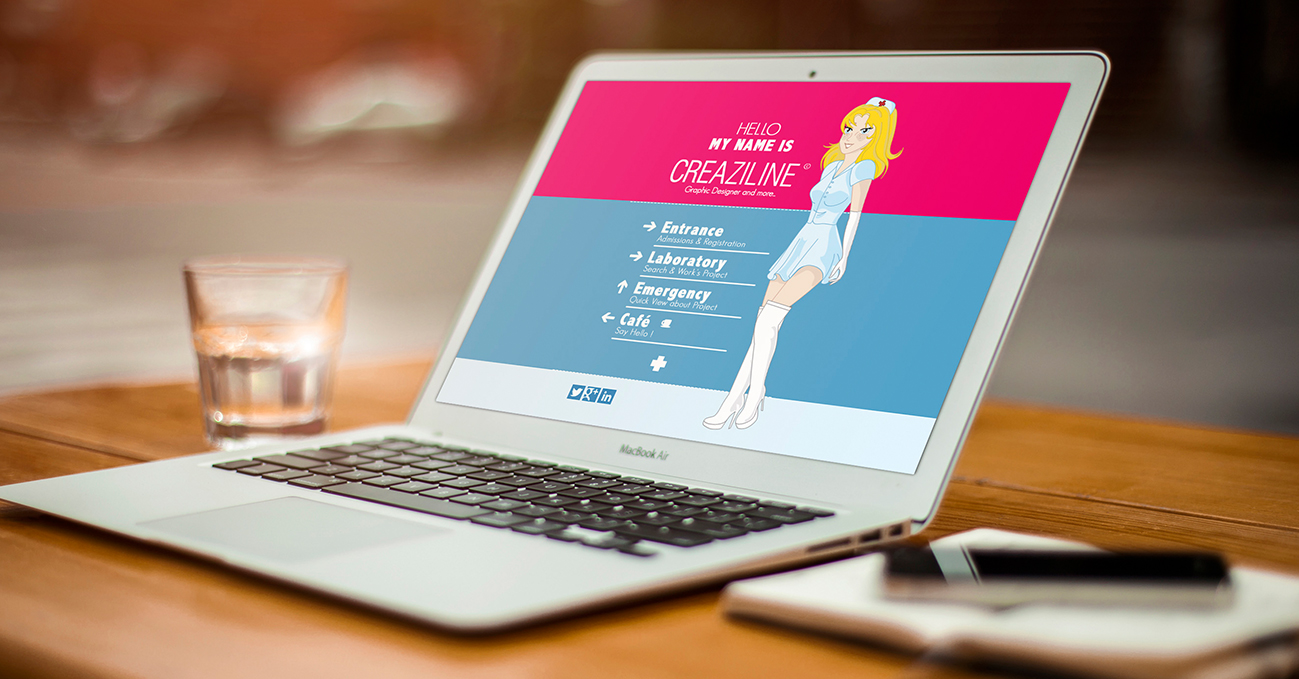 HELLO
MY NAME IS
CREAZILINE ©
Graphic Designer and more..
Entrance
Admissions & Registration
Laboratory
Search & Work's Project
Emergency
Quick View about Project
Café
Say Hello !
g+ in
MacBook Air